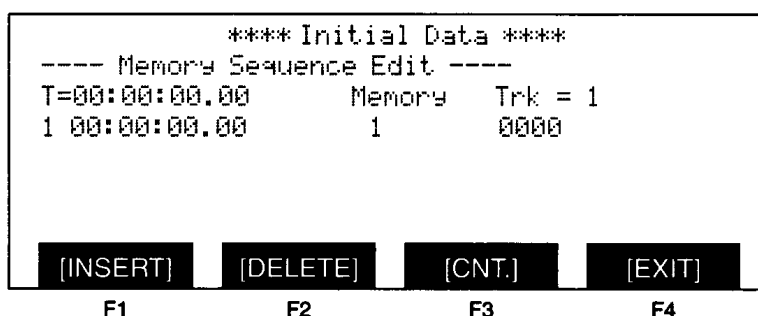 **** Initial Data ****
---- Memory Sequence Edit ----
T=00:00:00.00 Memory Trk = 1
1 00:00:00.00 1 0000
[INSERT] [DELETE] [CNT.] [EXIT]
F1 F2 F3 F4